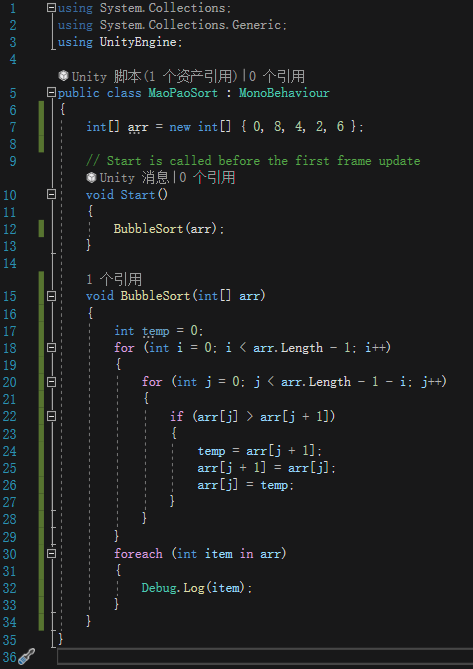 1 using System.Collections;
2 using System.Collections.Generic;
3 using UnityEngine;
4
Unity 脚本(1 个资产引用)|0 个引用
5 public class MaoPaoSort : MonoBehaviour
6 {
7 int[] arr = new int[] { 0, 8, 4, 2, 6 };
8
9 // Start is called before the first frame update
Unity 消息|0 个引用
10 void Start()
11 {
12 BubbleSort(arr);
13 }
14
1 个引用
15 void BubbleSort(int[] arr)
16 {
17 int temp = 0;
18 for (int i = 0; i < arr.Length - 1; i++)
19 {
20 for (int j = 0; j < arr.Length - 1 - i; j++)
21 {
22 if (arr[j] > arr[j + 1])
23 {
24 temp = arr[j + 1];
25 arr[j + 1] = arr[j];
26 arr[j] = temp;
27 }
28 }
29 }
30 foreach (int item in arr)
31 {
32 Debug.Log(item);
33 }
34 }
35 }
36